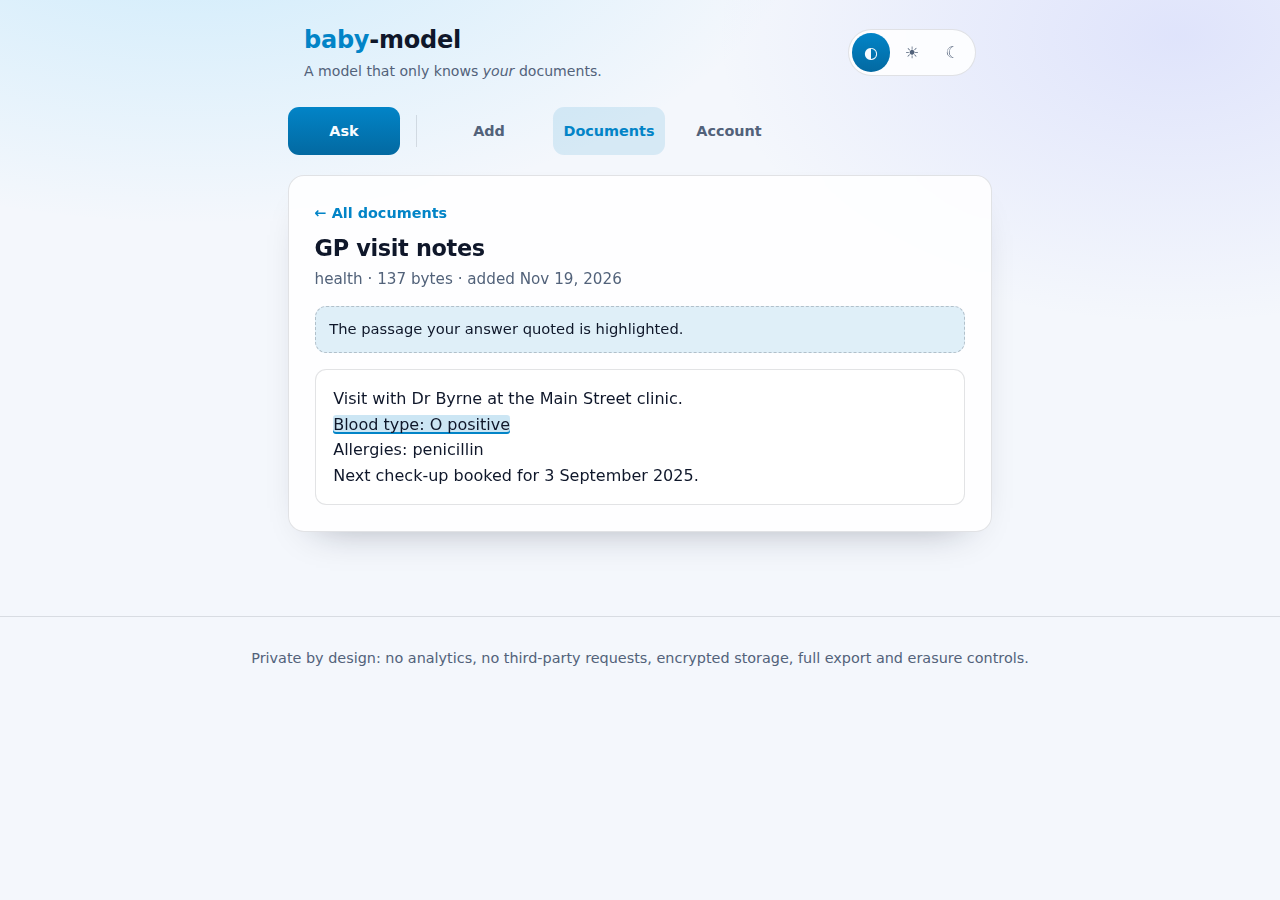 baby-model
A model that only knows your documents.
Ask
Add
Documents
Account
← All documents
GP visit notes
health · 137 bytes · added Nov 19, 2026
The passage your answer quoted is highlighted.
Visit with Dr Byrne at the Main Street clinic.
Blood type: O positive
Allergies: penicillin
Next check-up booked for 3 September 2025.
Private by design: no analytics, no third-party requests, encrypted storage, full export and erasure controls.